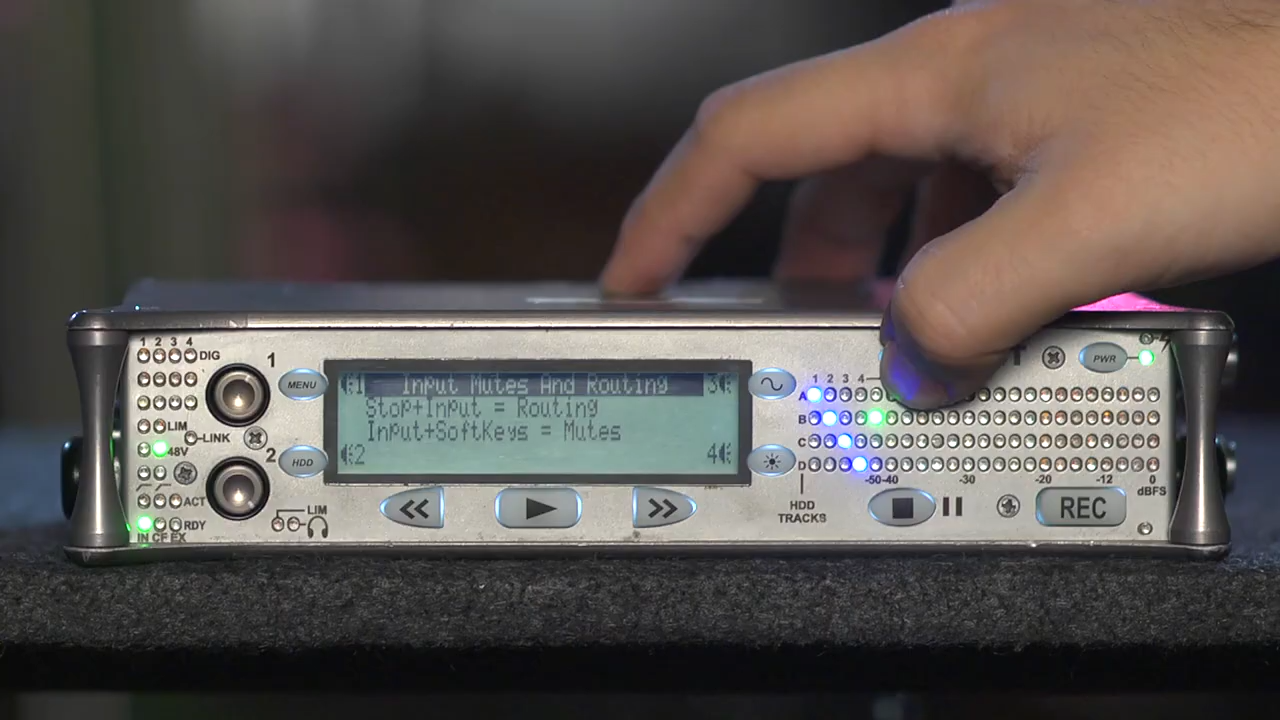 1 2 3 4
DIG
1
LIM
LINK
48V
2
ACT
RDY
IN CF EX
MENU
HDD
LIM
1 Input Mutes And Routing 3
Stop+Input = Routing
Input+SoftKeys = Mutes
2 4
PWR
1 2 3 4
A
B
C
D
-50 -40 -30 -20 -12 0
dBFS
HDD
TRACKS
REC